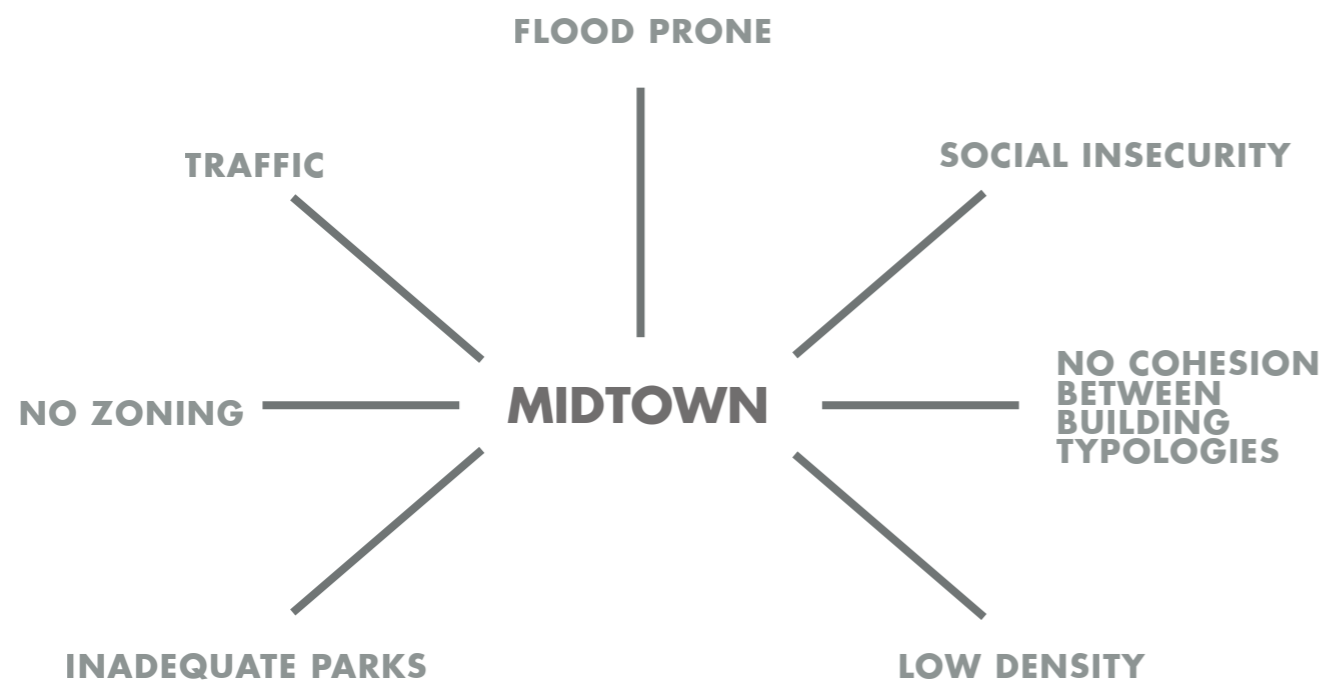 FLOOD PRONE
TRAFFIC
SOCIAL INSECURITY
NO ZONING
MIDTOWN
NO COHESION
BETWEEN
BUILDING
TYPOLOGIES
INADEQUATE PARKS
LOW DENSITY